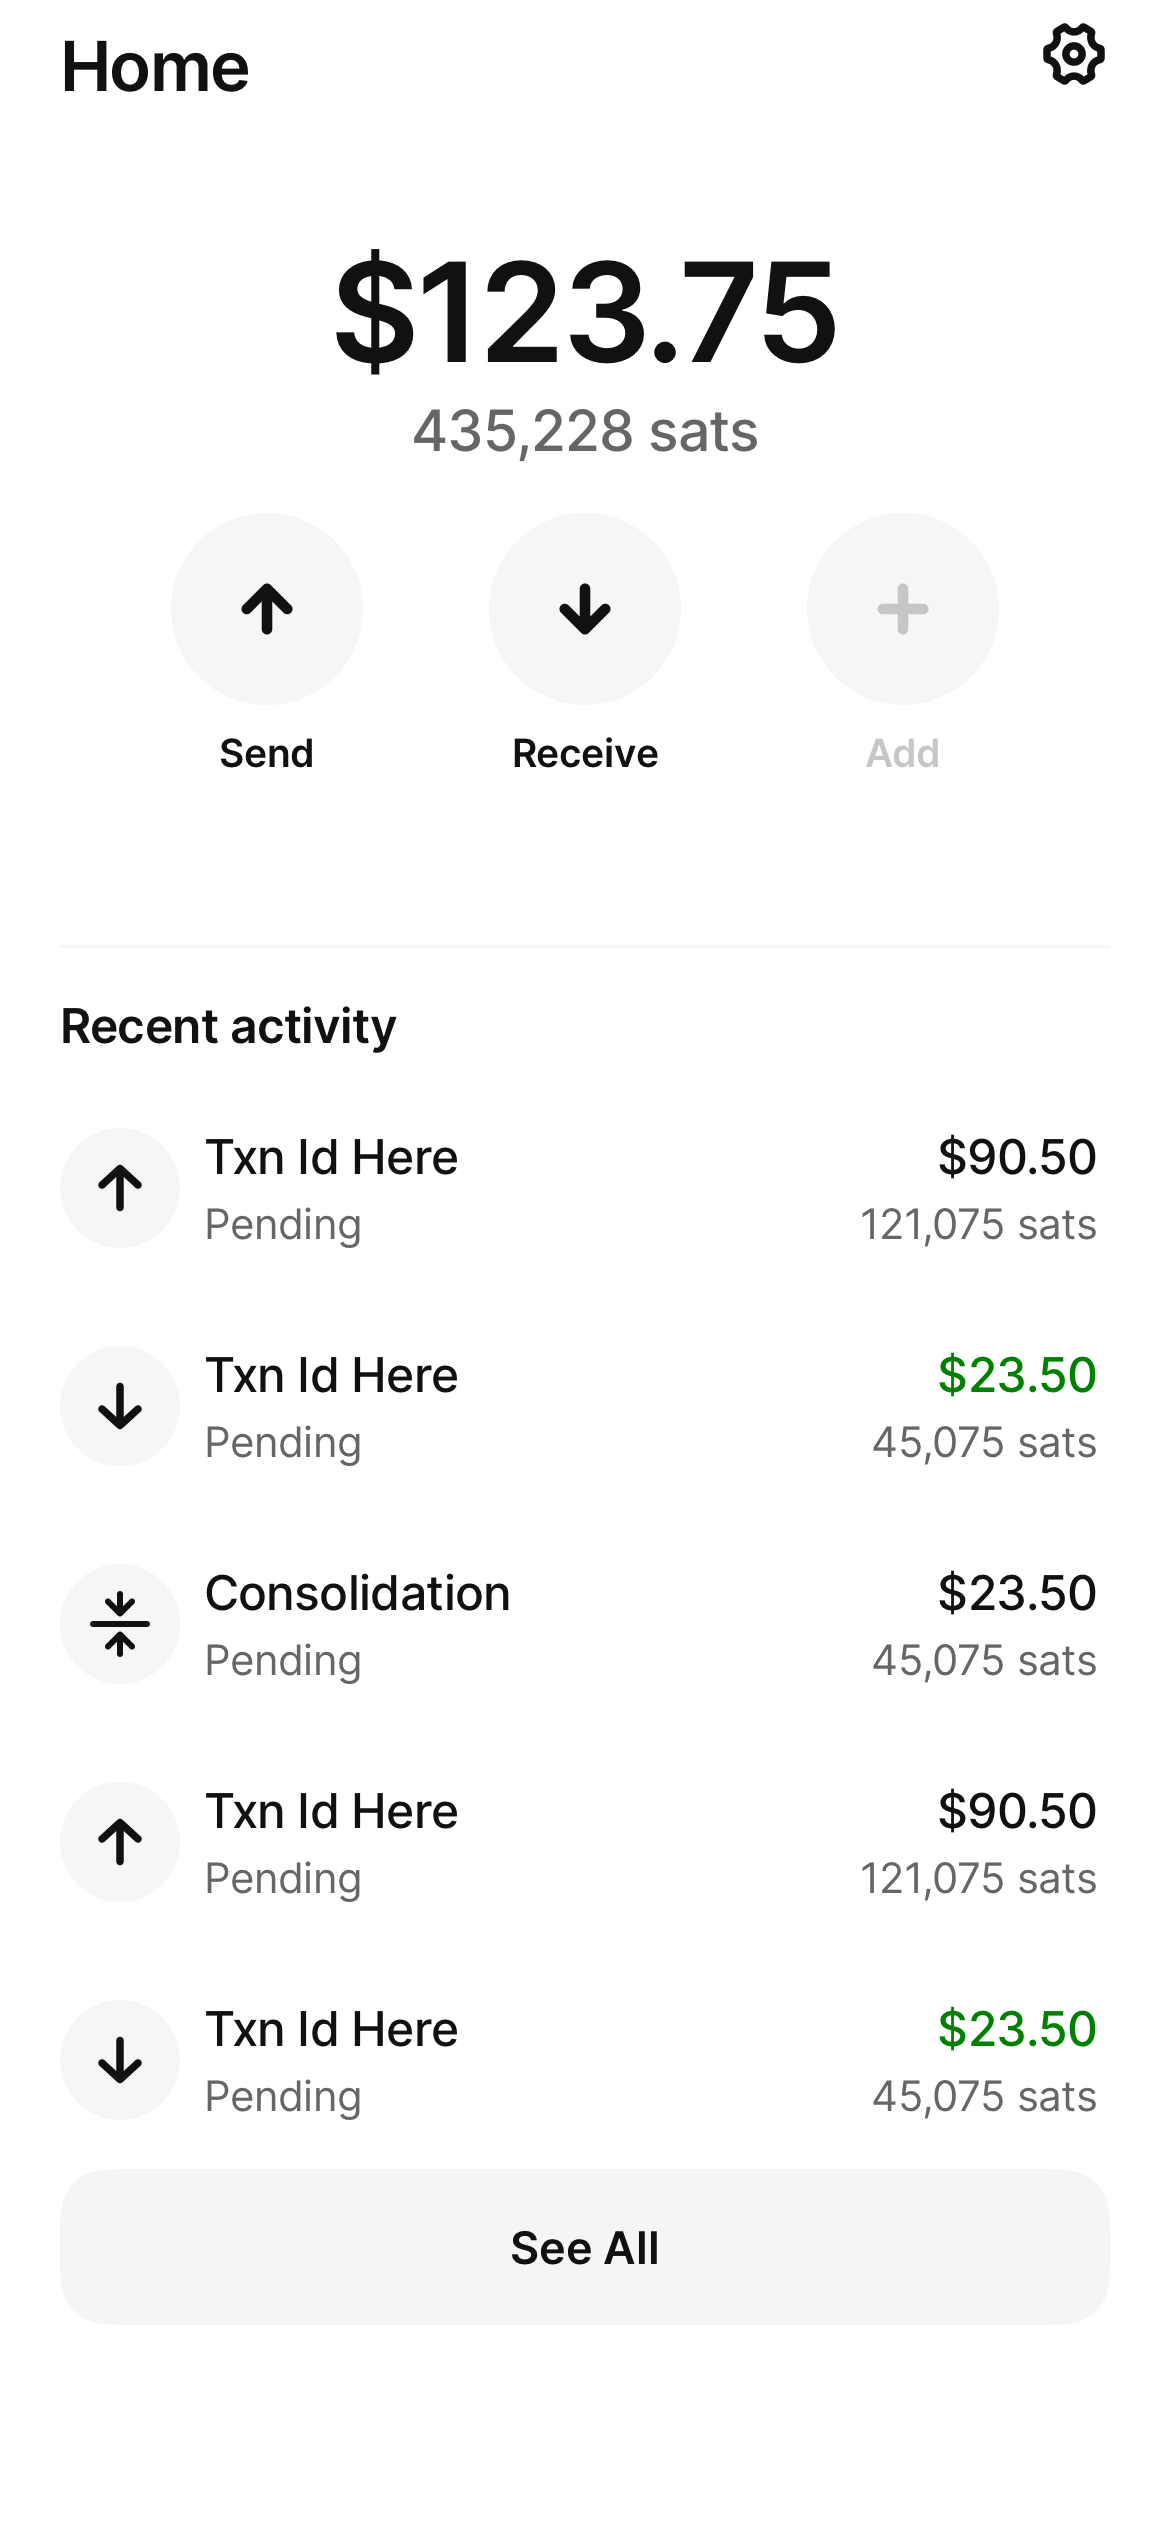 Home
$123.75
435,228 sats
Send Receive Add
Recent activity
Txn Id Here $90.50
Pending 121,075 sats
Txn Id Here $23.50
Pending 45,075 sats
Consolidation $23.50
Pending 45,075 sats
Txn Id Here $90.50
Pending 121,075 sats
Txn Id Here $23.50
Pending 45,075 sats
See All